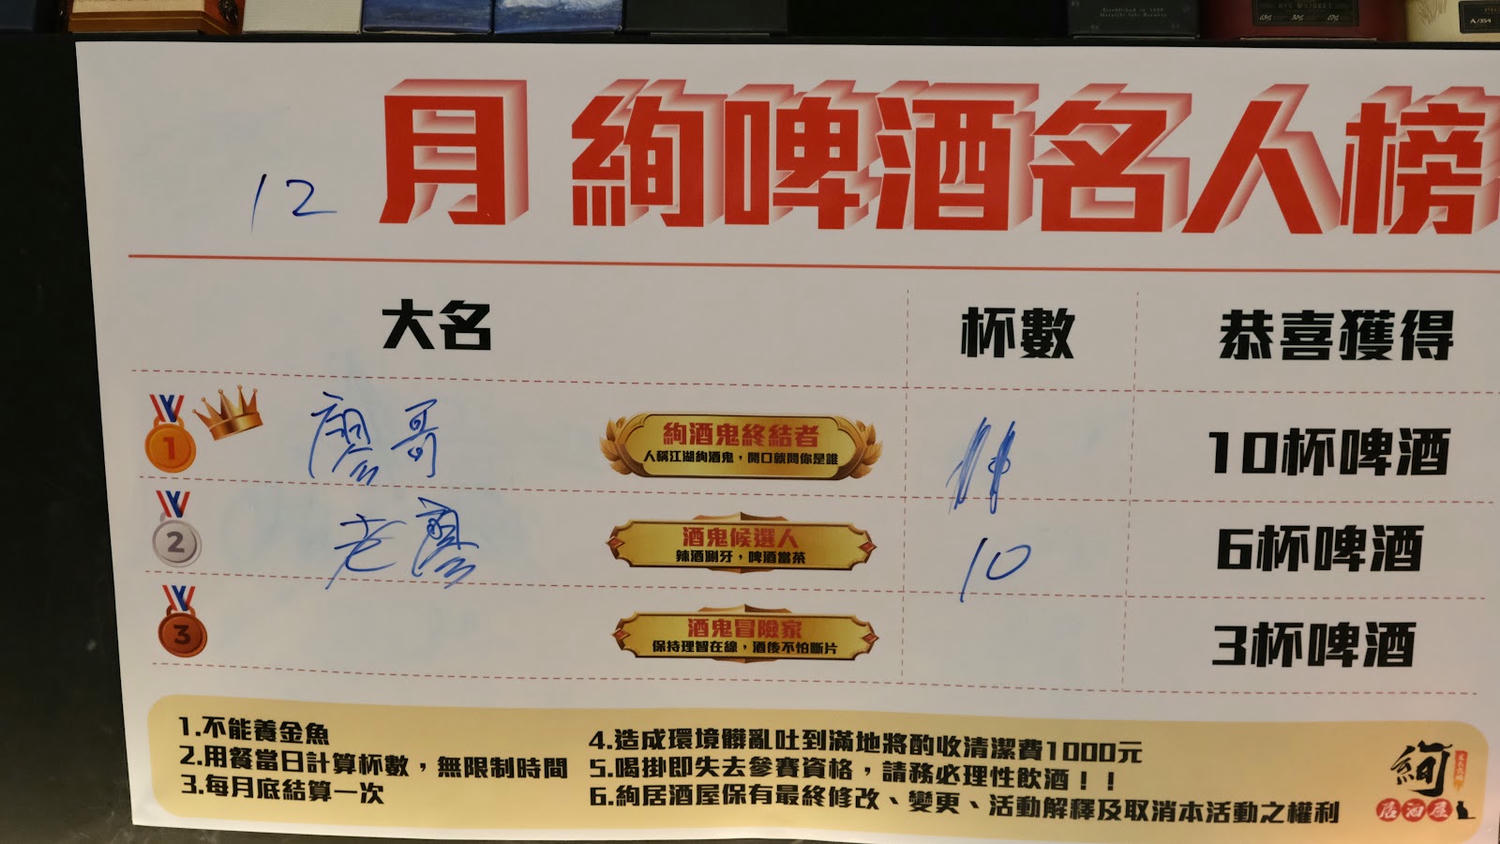 12 月 絢啤酒名人榜
大名 杯數 恭喜獲得
1 廖哥 絢酒鬼終結者 10杯啤酒
人稱江湖絢酒鬼，開口就問你是誰
2 老廖 酒鬼候選人 10 6杯啤酒
辣酒涮牙，啤酒當茶
3 酒鬼冒險家 3杯啤酒
保持理智在線，酒後不怕斷片
1.不能養金魚
2.用餐當日計算杯數，無限制時間
3.每月底結算一次
4.造成環境髒亂吐到滿地將酌收清潔費1000元
5.喝掛即失去參賽資格，請務必理性飲酒！！
6.絢居酒屋保有最終修改、變更、活動解釋及取消本活動之權利
絢
居酒屋